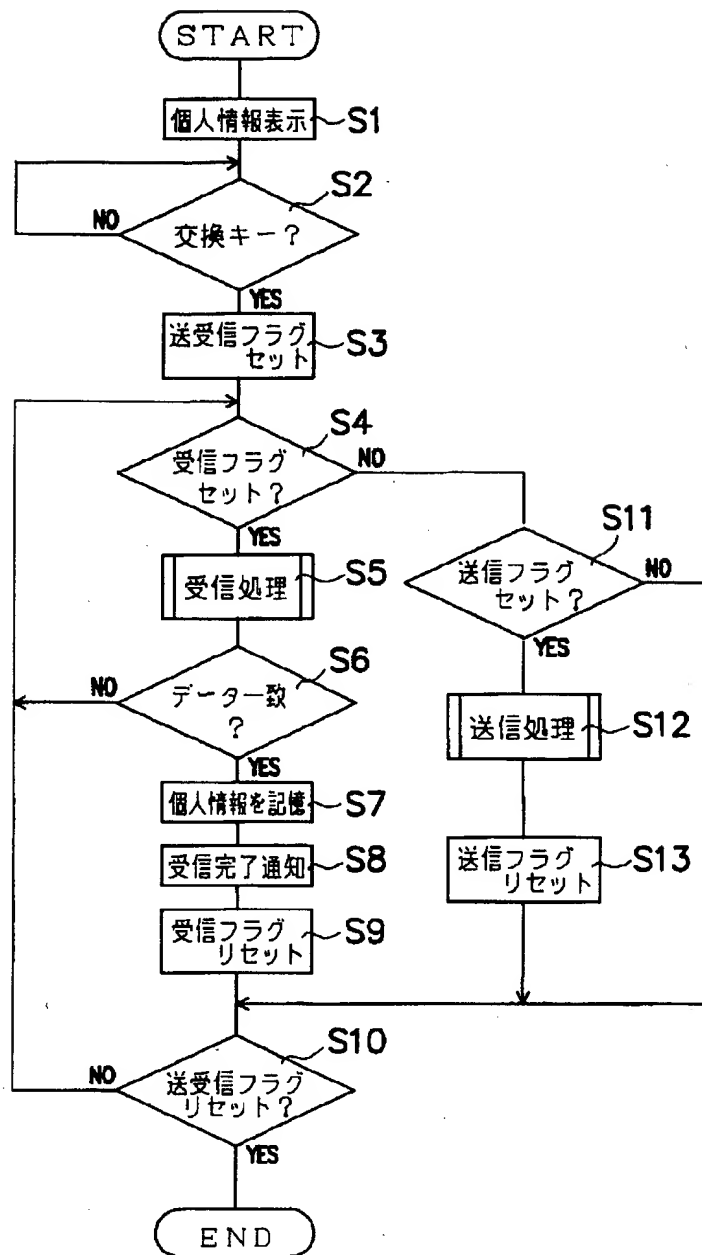 START
個人情報表示
S1
S2
交換キー?
NO
YES
送受信フラグ
セット
S3
S4
受信フラグ
セット?
NO
YES
受信処理
S5
S6
データ一致
?
NO
YES
個人情報を記憶
S7
受信完了通知
S8
受信フラグ
リセット
S9
S11
送信フラグ
セット?
NO
YES
送信処理
S12
送信フラグ
リセット
S13
S10
送受信フラグ
リセット?
NO
YES
END